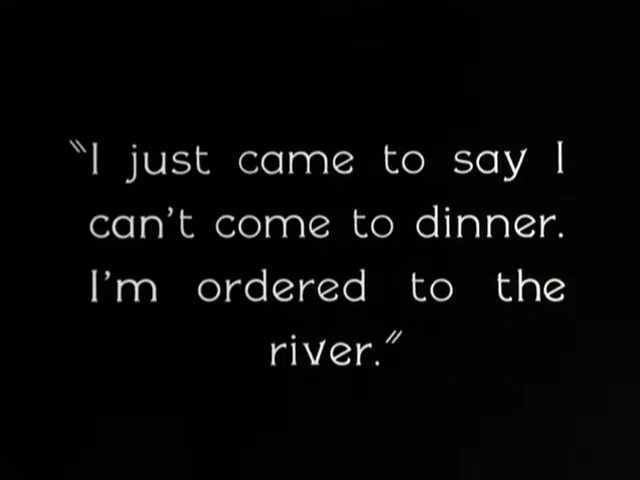 "I just came to say I
can't come to dinner.
I'm ordered to the
river."